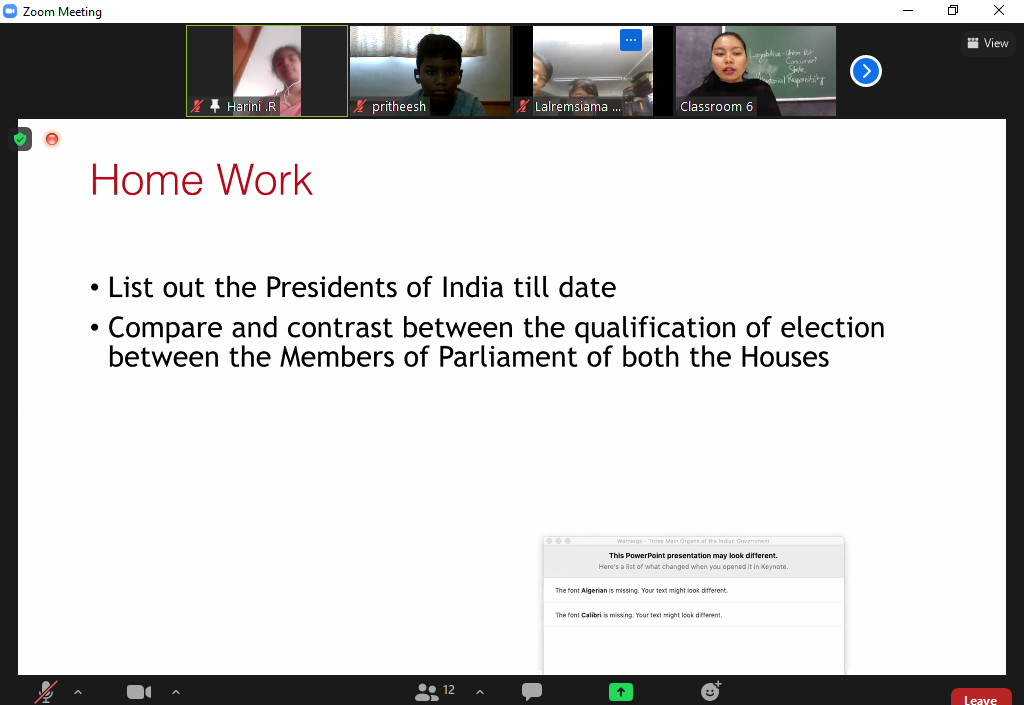 Zoom Meeting
View
Harini .R
pritheesh
Lalremsiama ...
Classroom 6
Legislative - Union list
Concurrent
State
Responsibility
Home Work
• List out the Presidents of India till date
• Compare and contrast between the qualification of election
between the Members of Parliament of both the Houses
Warnings – Three Main Organs of the Indian Government
This PowerPoint presentation may look different.
Here's a list of what changed when you opened it in Keynote.
The font Algerian is missing. Your text might look different.
The font Calibri is missing. Your text might look different.
12
Leave